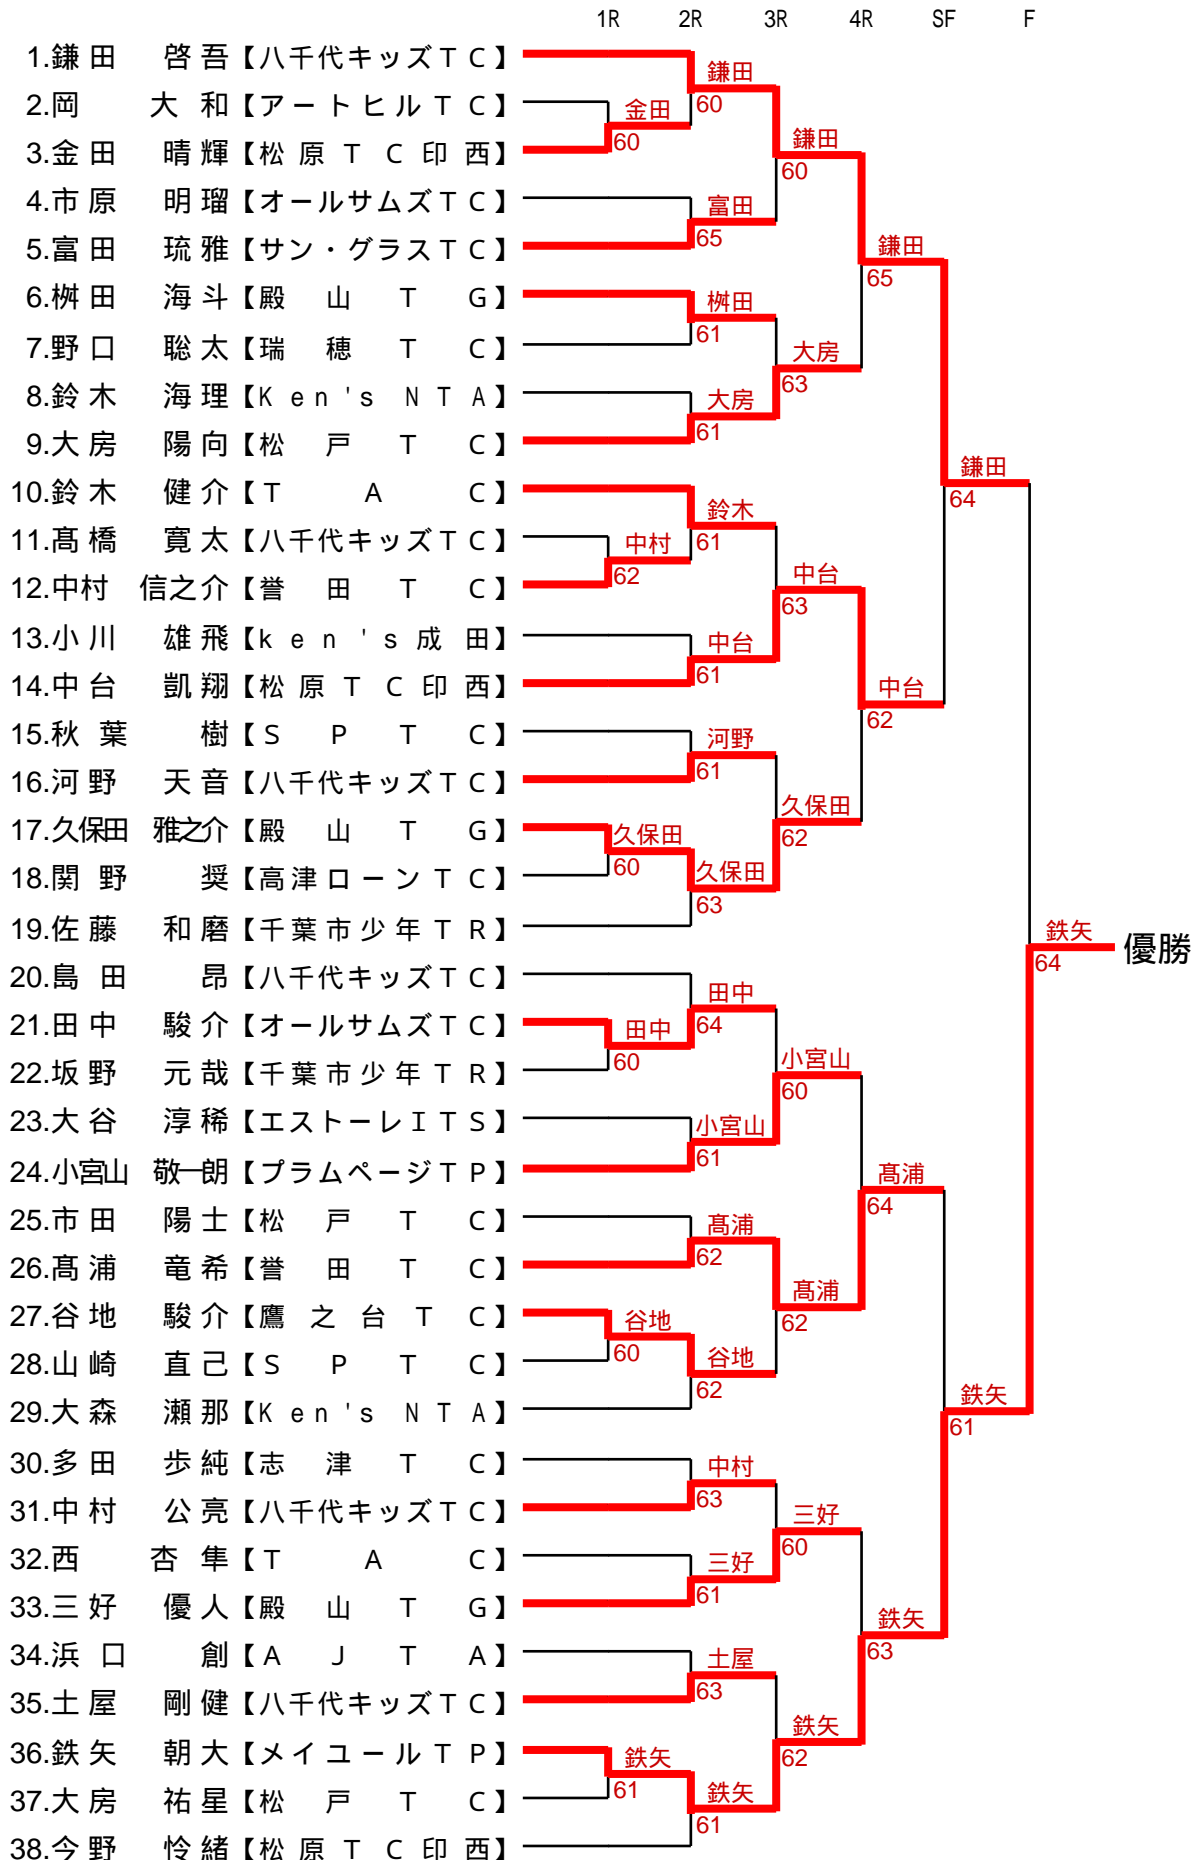 1R 2R 3R 4R SF F
1.鎌田 啓吾【八千代キッズTC】
鎌田
60
2.岡 大和【アートヒルTC】
金田
60
3.金田 晴輝【松原TC印西】
鎌田
60
4.市原 明瑠【オールサムズTC】
富田
65
5.富田 琉雅【サン・グラスTC】
鎌田
65
6.桝田 海斗【殿山TG】
桝田
61
7.野口 聡太【瑞穂TC】
大房
63
8.鈴木 海理【Ken's NTA】
大房
61
9.大房 陽向【松戸TC】
鎌田
64
10.鈴木 健介【TAC】
鈴木
61
11.髙橋 寛太【八千代キッズTC】
中村
62
12.中村 信之介【誉田TC】
中台
63
13.小川 雄飛【ken's成田】
中台
61
14.中台 凱翔【松原TC印西】
中台
62
15.秋葉 樹【SPTC】
河野
61
16.河野 天音【八千代キッズTC】
久保田
62
17.久保田 雅之介【殿山TG】
久保田
60
18.関野 奨【高津ローンTC】
久保田
63
19.佐藤 和磨【千葉市少年TR】
鉄矢
64
優勝
20.島田 昂【八千代キッズTC】
田中
64
21.田中 駿介【オールサムズTC】
田中
60
22.坂野 元哉【千葉市少年TR】
小宮山
60
23.大谷 淳稀【エストーレITS】
小宮山
61
24.小宮山 敬一朗【プラムページTP】
髙浦
64
25.市田 陽士【松戸TC】
髙浦
62
26.髙浦 竜希【誉田TC】
髙浦
62
27.谷地 駿介【鷹之台TC】
谷地
60
28.山崎 直己【SPTC】
谷地
62
29.大森 瀬那【Ken's NTA】
鉄矢
61
30.多田 歩純【志津TC】
中村
63
31.中村 公亮【八千代キッズTC】
三好
60
32.西 杏隼【TAC】
三好
61
33.三好 優人【殿山TG】
鉄矢
63
34.浜口 創【AJTA】
土屋
63
35.土屋 剛健【八千代キッズTC】
鉄矢
62
36.鉄矢 朝大【メイユールTP】
鉄矢
61
37.大房 祐星【松戸TC】
鉄矢
61
38.今野 怜緒【松原TC印西】